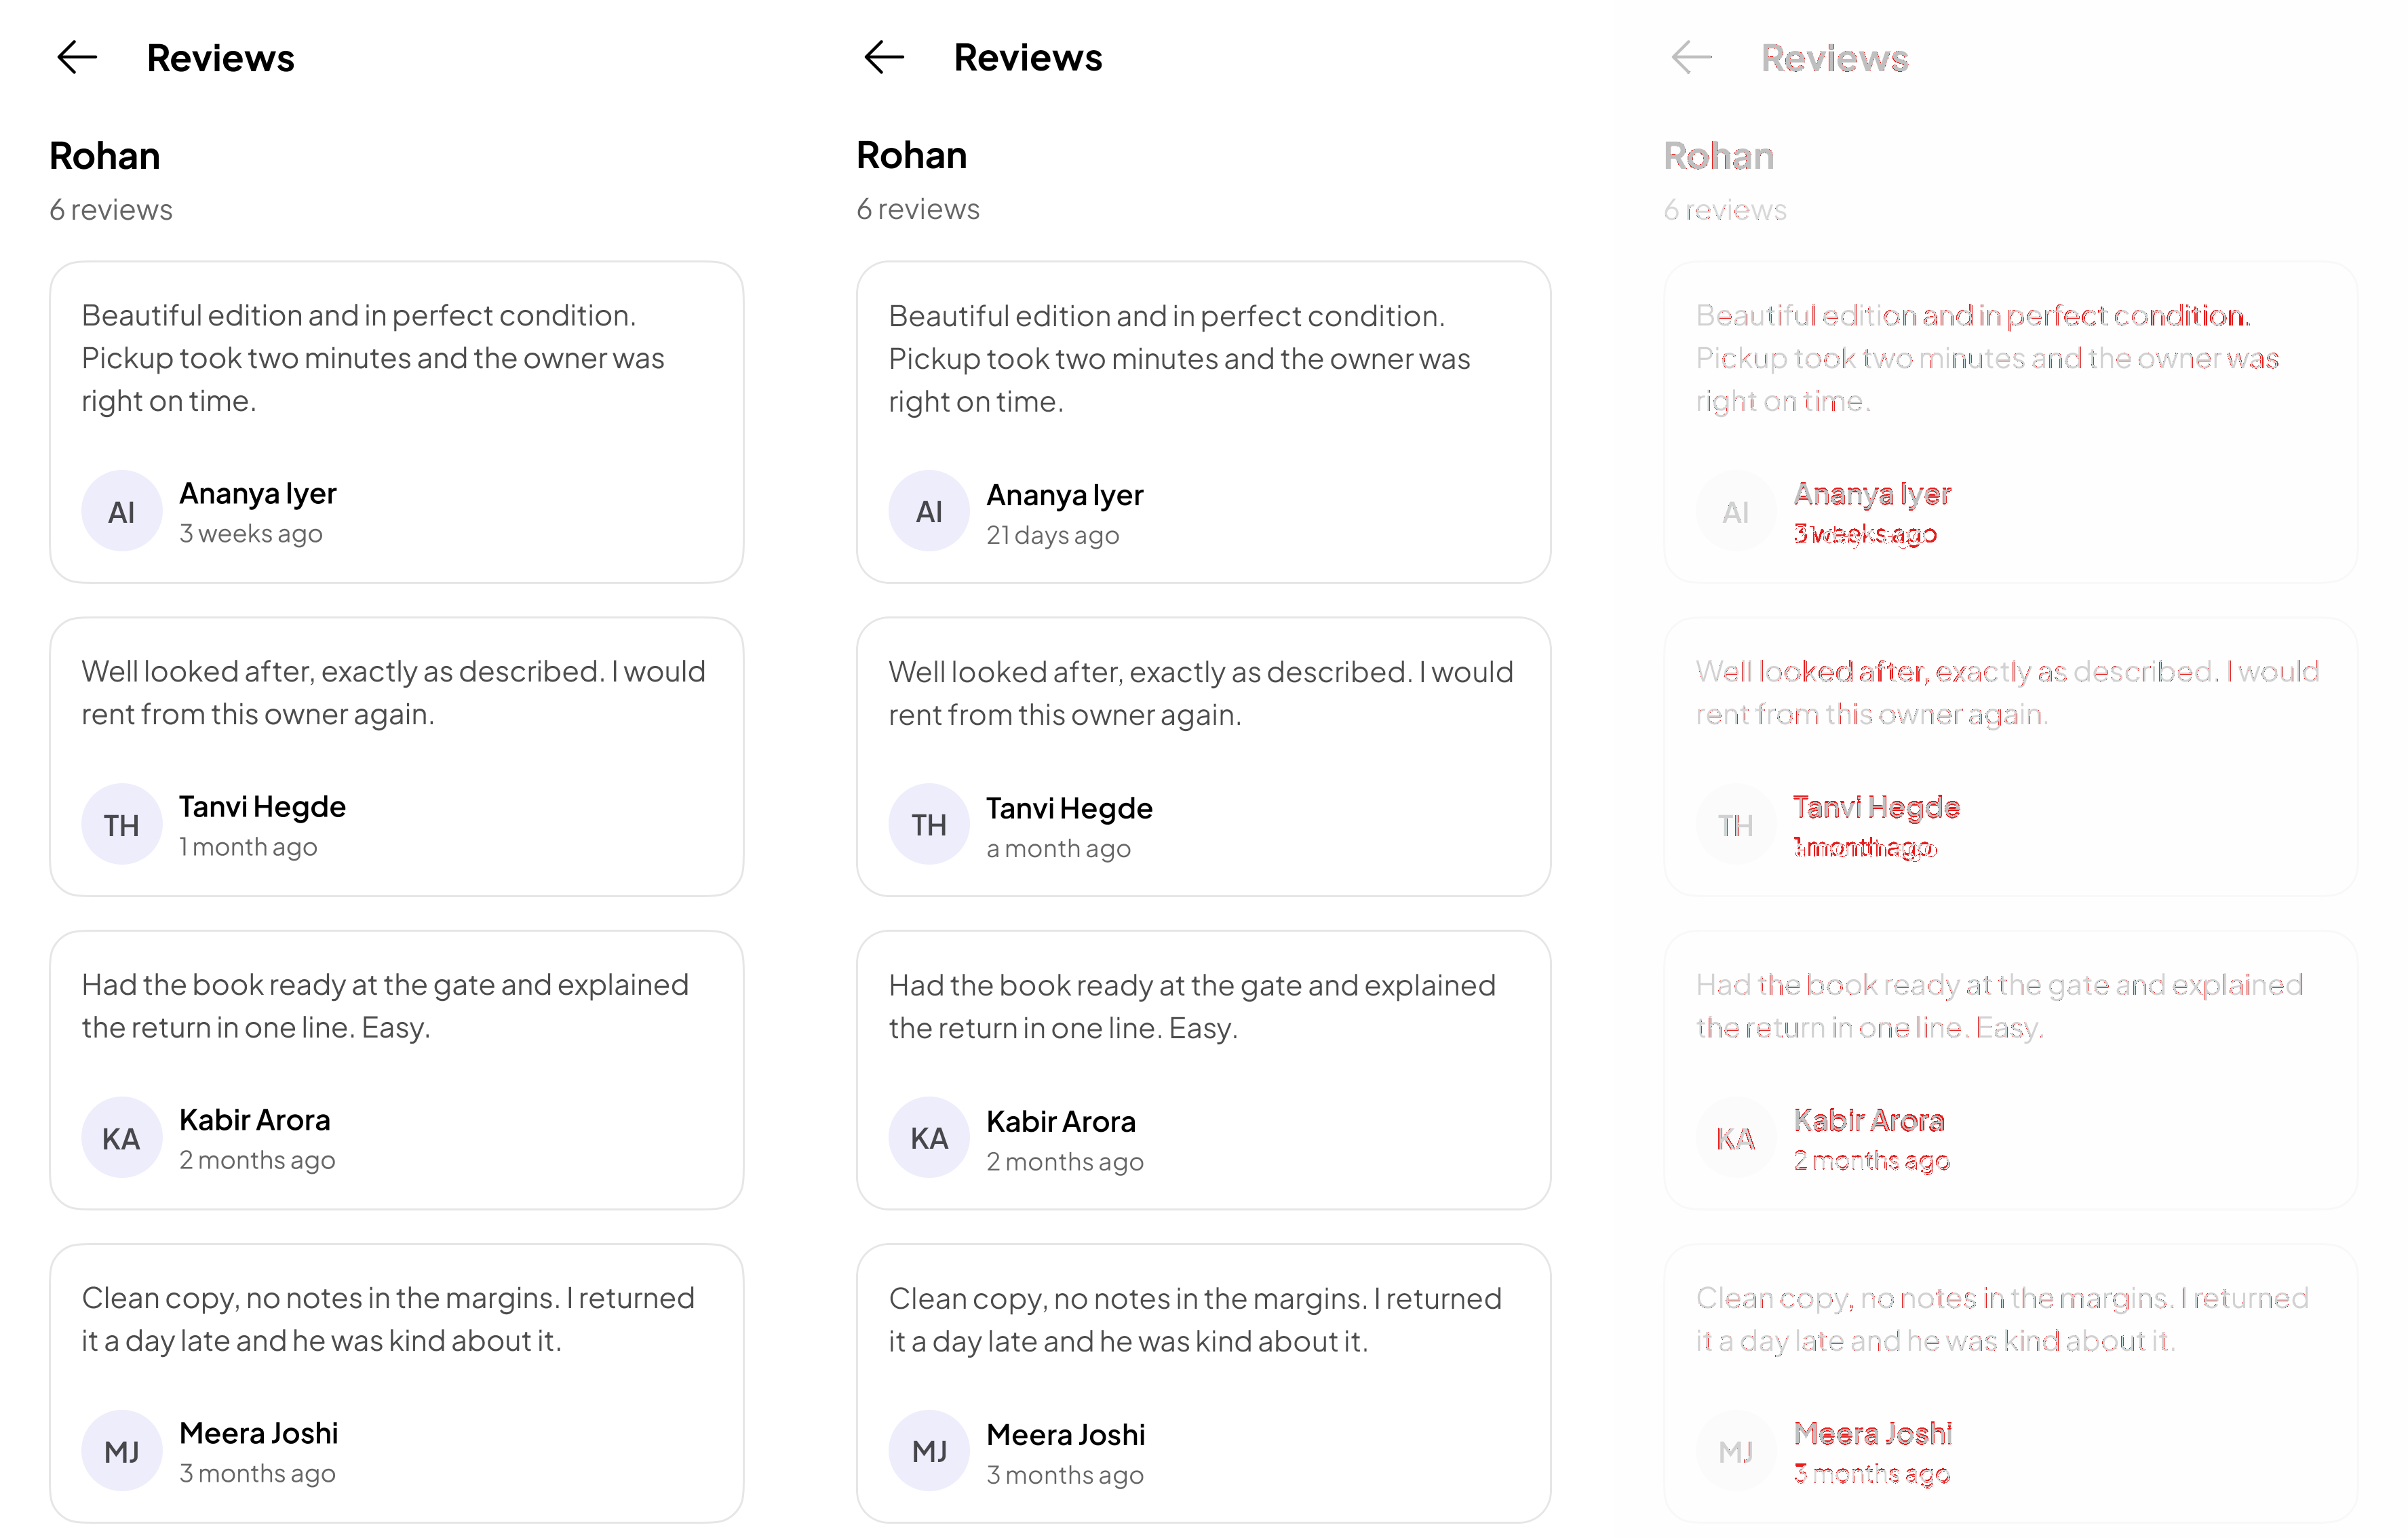 Reviews
Rohan
6 reviews
Beautiful edition and in perfect condition.
Pickup took two minutes and the owner was
right on time.
AI
Ananya Iyer
3 weeks ago
Well looked after, exactly as described. I would
rent from this owner again.
TH
Tanvi Hegde
1 month ago
Had the book ready at the gate and explained
the return in one line. Easy.
KA
Kabir Arora
2 months ago
Clean copy, no notes in the margins. I returned
it a day late and he was kind about it.
MJ
Meera Joshi
3 months ago
Reviews
Rohan
6 reviews
Beautiful edition and in perfect condition.
Pickup took two minutes and the owner was
right on time.
AI
Ananya Iyer
21 days ago
Well looked after, exactly as described. I would
rent from this owner again.
TH
Tanvi Hegde
a month ago
Had the book ready at the gate and explained
the return in one line. Easy.
KA
Kabir Arora
2 months ago
Clean copy, no notes in the margins. I returned
it a day late and he was kind about it.
MJ
Meera Joshi
3 months ago
Reviews
Rohan
6 reviews
Beautiful edition and in perfect condition.
Pickup took two minutes and the owner was
right on time.
AI
Ananya Iyer
3 weeks ago
Well looked after, exactly as described. I would
rent from this owner again.
TH
Tanvi Hegde
1 month ago
Had the book ready at the gate and explained
the return in one line. Easy.
KA
Kabir Arora
2 months ago
Clean copy, no notes in the margins. I returned
it a day late and he was kind about it.
MJ
Meera Joshi
3 months ago